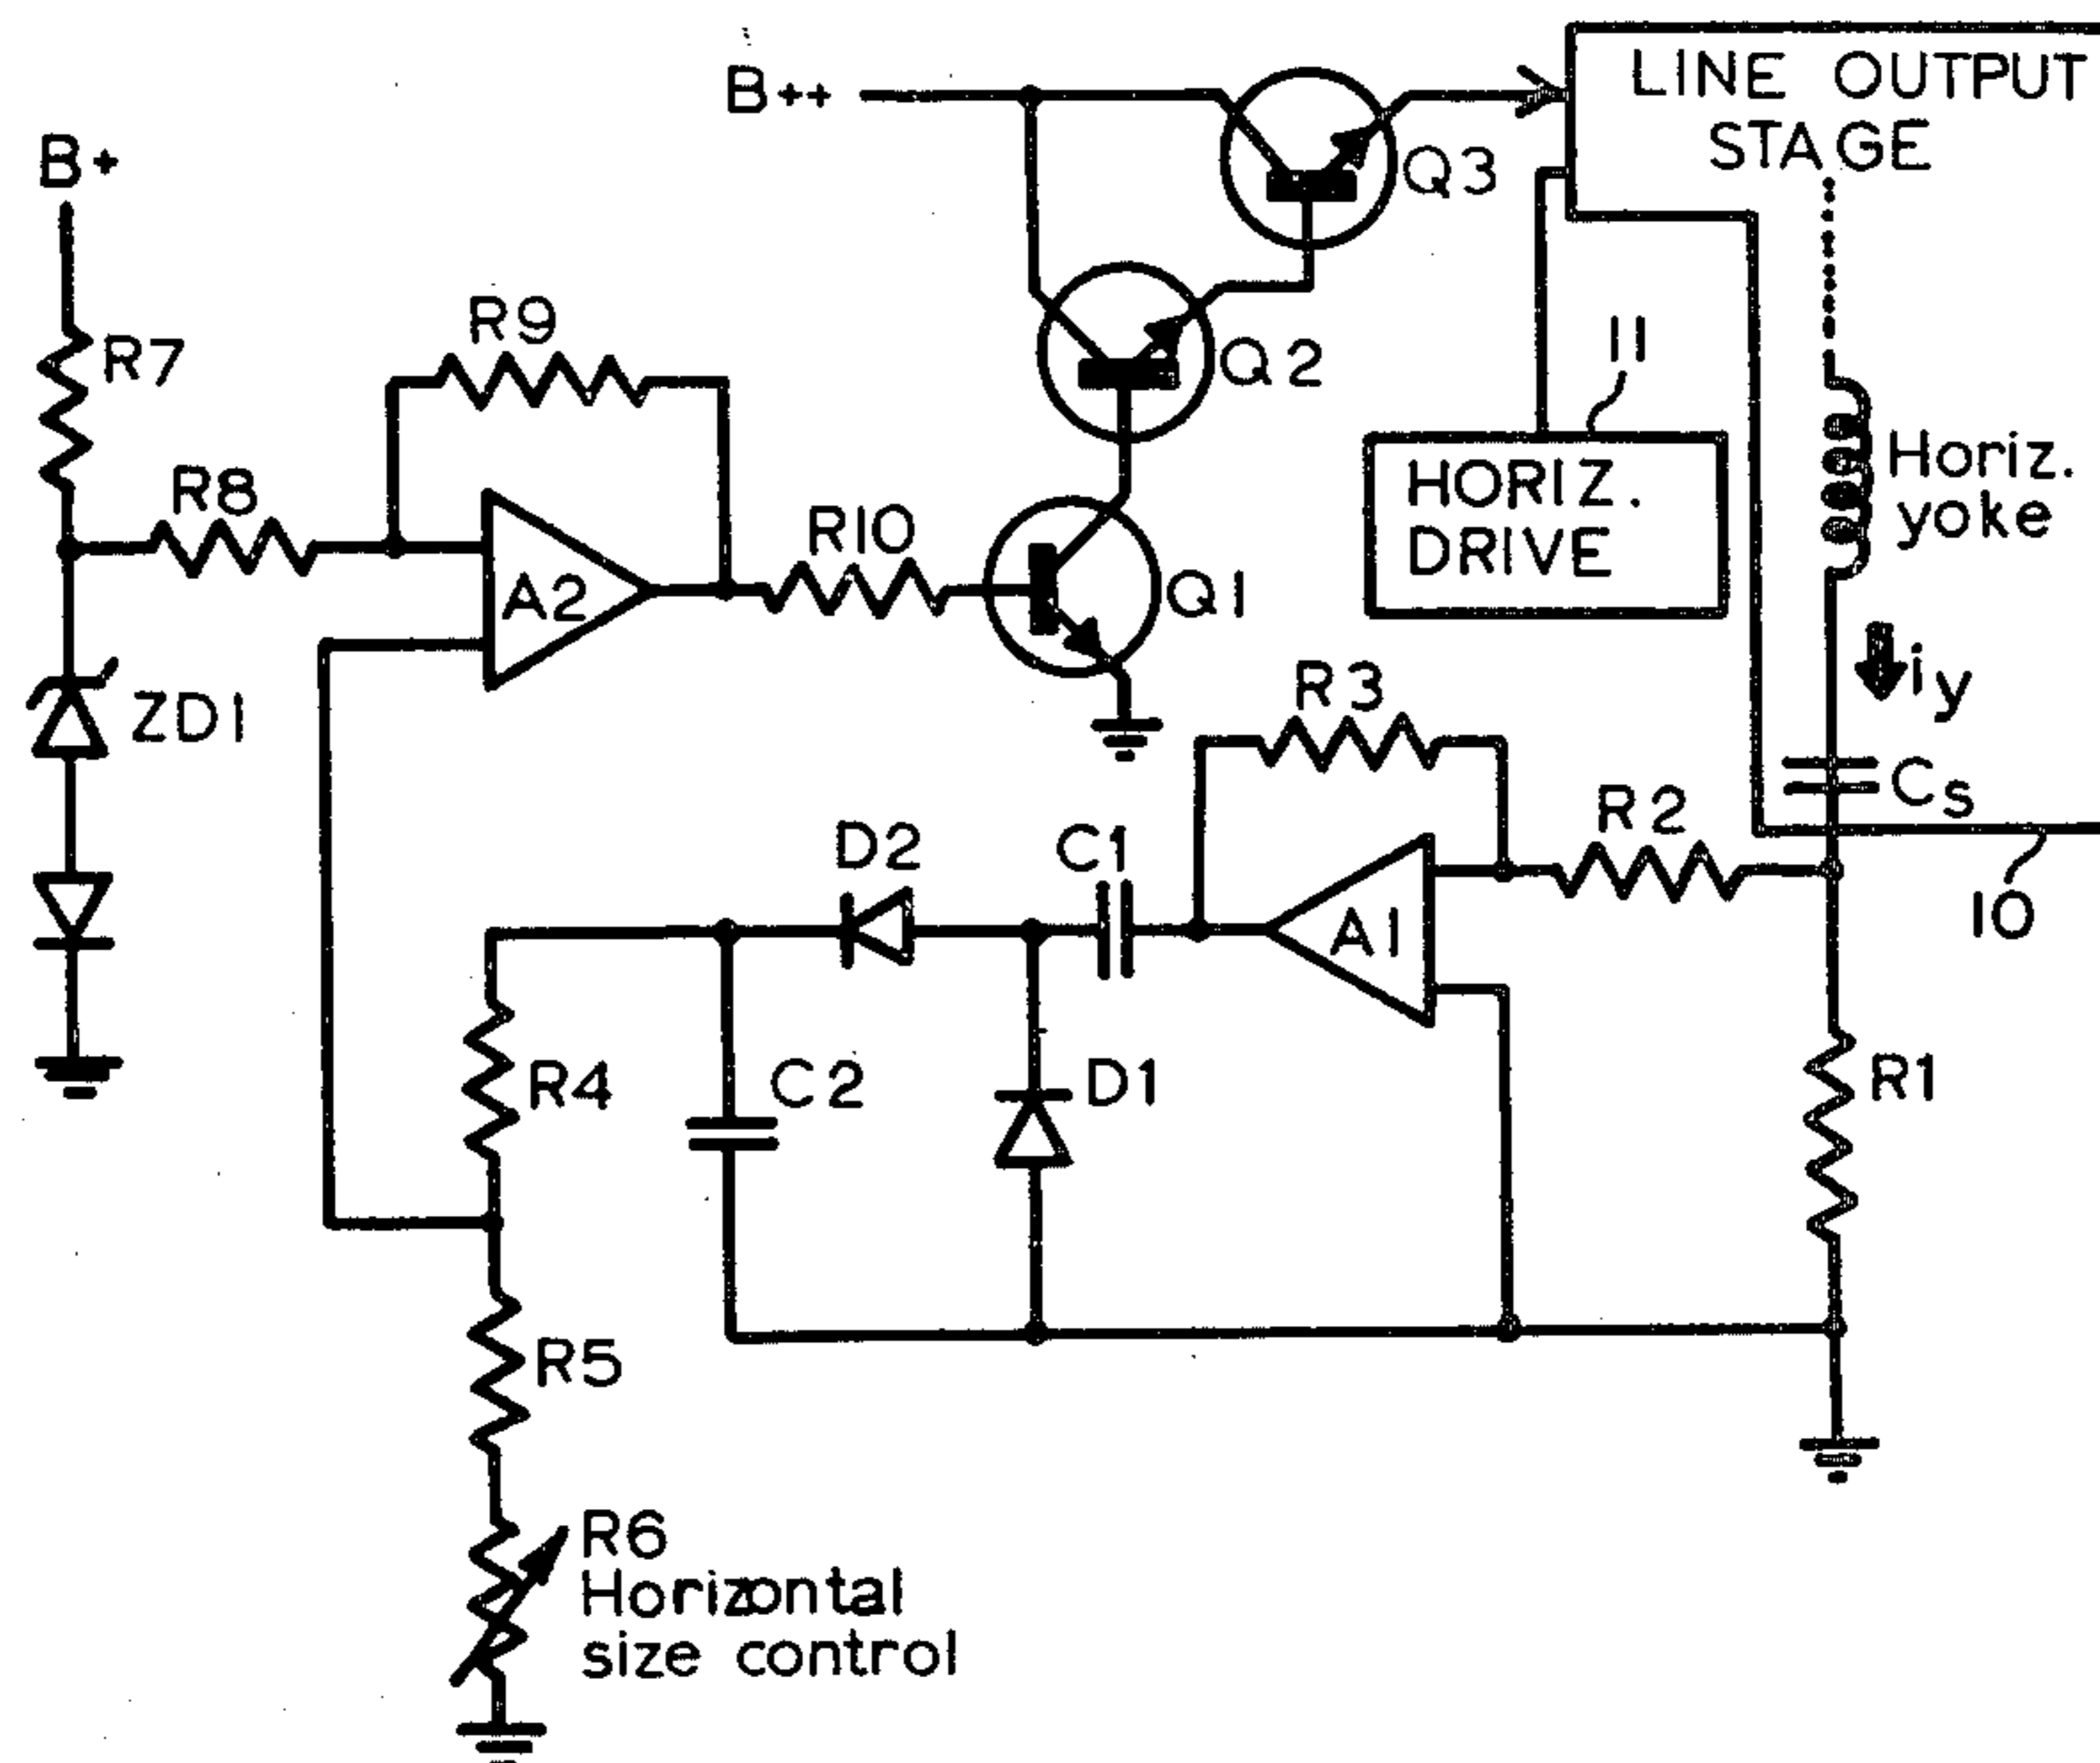 B++
LINE OUTPUT
STAGE
Q3
B+
R7
R9
Q2
11
Horiz.
yoke
R8
HORIZ.
DRIVE
R10
A2
Q1
iy
ZD1
R3
Cs
R2
D2
C1
A1
10
R4
C2
D1
R1
R5
R6
Horizontal
size control